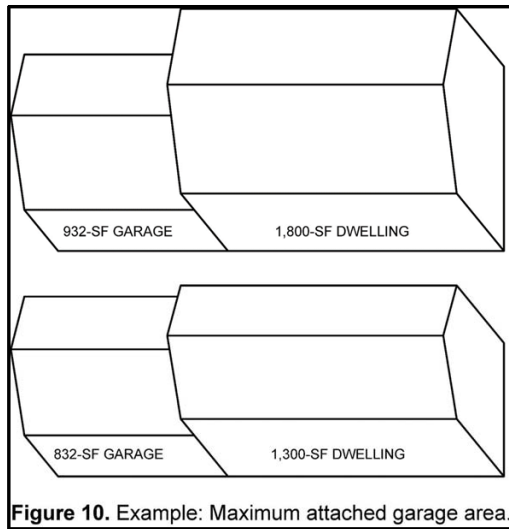 932-SF GARAGE 1,800-SF DWELLING
832-SF GARAGE 1,300-SF DWELLING
Figure 10. Example: Maximum attached garage area.